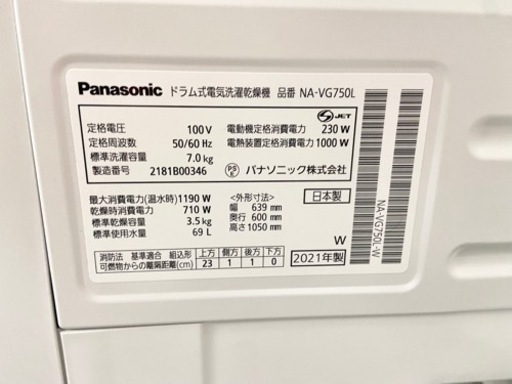 Panasonic ドラム式電気洗濯乾燥機 品番 NA-VG750L
定格電圧 100V
定格周波数 50/60 Hz
標準洗濯容量 7.0 kg
製造番号 2181B00346
S JET
電動機定格消費電力 230 W
電熱装置定格消費電力 1000 W
PS E パナソニック株式会社
最大消費電力(温水時) 1190 W
乾燥時消費電力 710 W
標準乾燥容量 3.5 kg
標準使用水量 69 L
<外形寸法>
幅 639 mm
奥行 600 mm
高さ 1050 mm
日本製
W
消防法 基準適合 組込形 上方 側方 後方 下方
可燃物からの離隔距離(cm) 23 1 1 0
2021年製
NA-VG750L-W